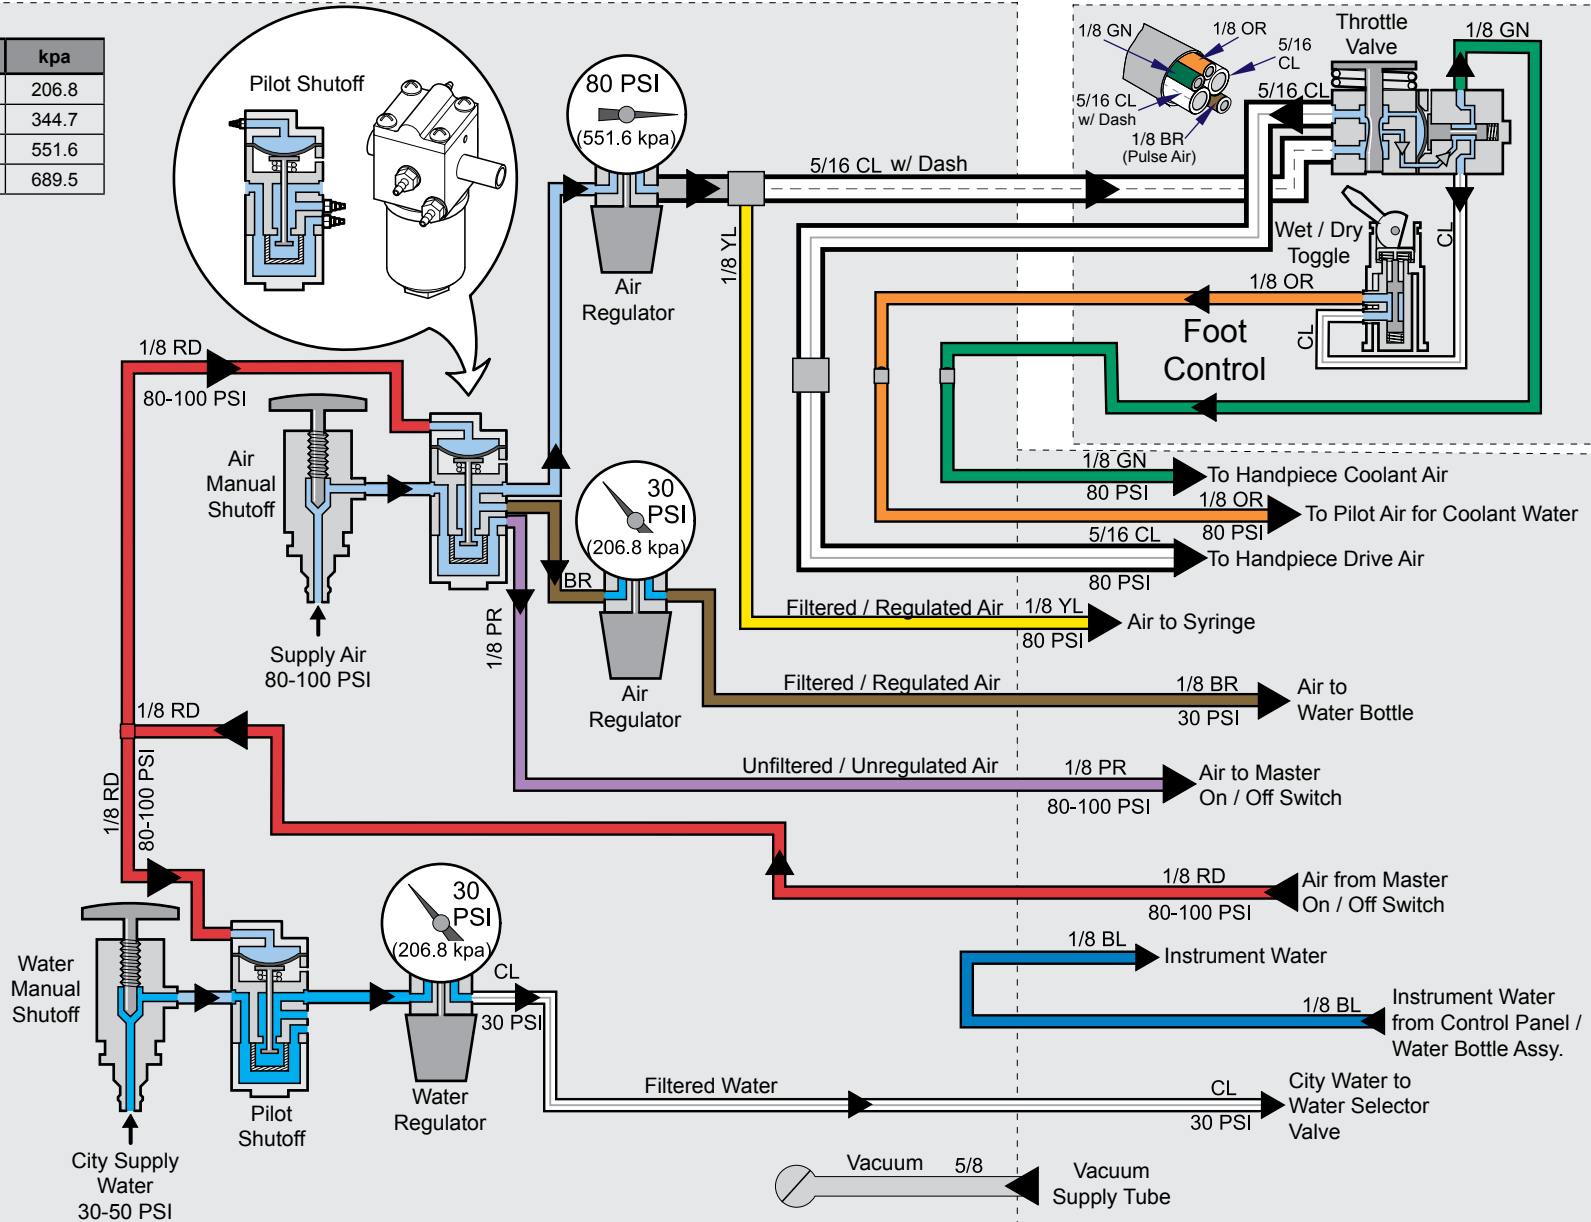 kpa
206.8
344.7
551.6
689.5
Pilot Shutoff
80 PSI
(551.6 kpa)
Air
Regulator
5/16 CL w/ Dash
1/8 YL
1/8 GN
1/8 OR
5/16
CL
5/16 CL
w/ Dash
1/8 BR
(Pulse Air)
Throttle
Valve
1/8 GN
5/16 CL
Wet / Dry
Toggle
CL
1/8 OR
CL
Foot
Control
1/8 RD
80-100 PSI
Air
Manual
Shutoff
Supply Air
80-100 PSI
30
PSI
(206.8 kpa)
BR
1/8 PR
Air
Regulator
1/8 GN
80 PSI
To Handpiece Coolant Air
1/8 OR
80 PSI
To Pilot Air for Coolant Water
5/16 CL
80 PSI
To Handpiece Drive Air
Filtered / Regulated Air
1/8 YL
80 PSI
Air to Syringe
Filtered / Regulated Air
1/8 BR
30 PSI
Air to
Water Bottle
1/8 RD
1/8 RD
80-100 PSI
Unfiltered / Unregulated Air
1/8 PR
80-100 PSI
Air to Master
On / Off Switch
1/8 RD
80-100 PSI
Air from Master
On / Off Switch
30
PSI
(206.8 kpa)
Water
Manual
Shutoff
CL
30 PSI
1/8 BL
Instrument Water
1/8 BL
Instrument Water
from Control Panel /
Water Bottle Assy.
Pilot
Shutoff
Water
Regulator
Filtered Water
CL
30 PSI
City Water to
Water Selector
Valve
City Supply
Water
30-50 PSI
Vacuum
5/8
Vacuum
Supply Tube